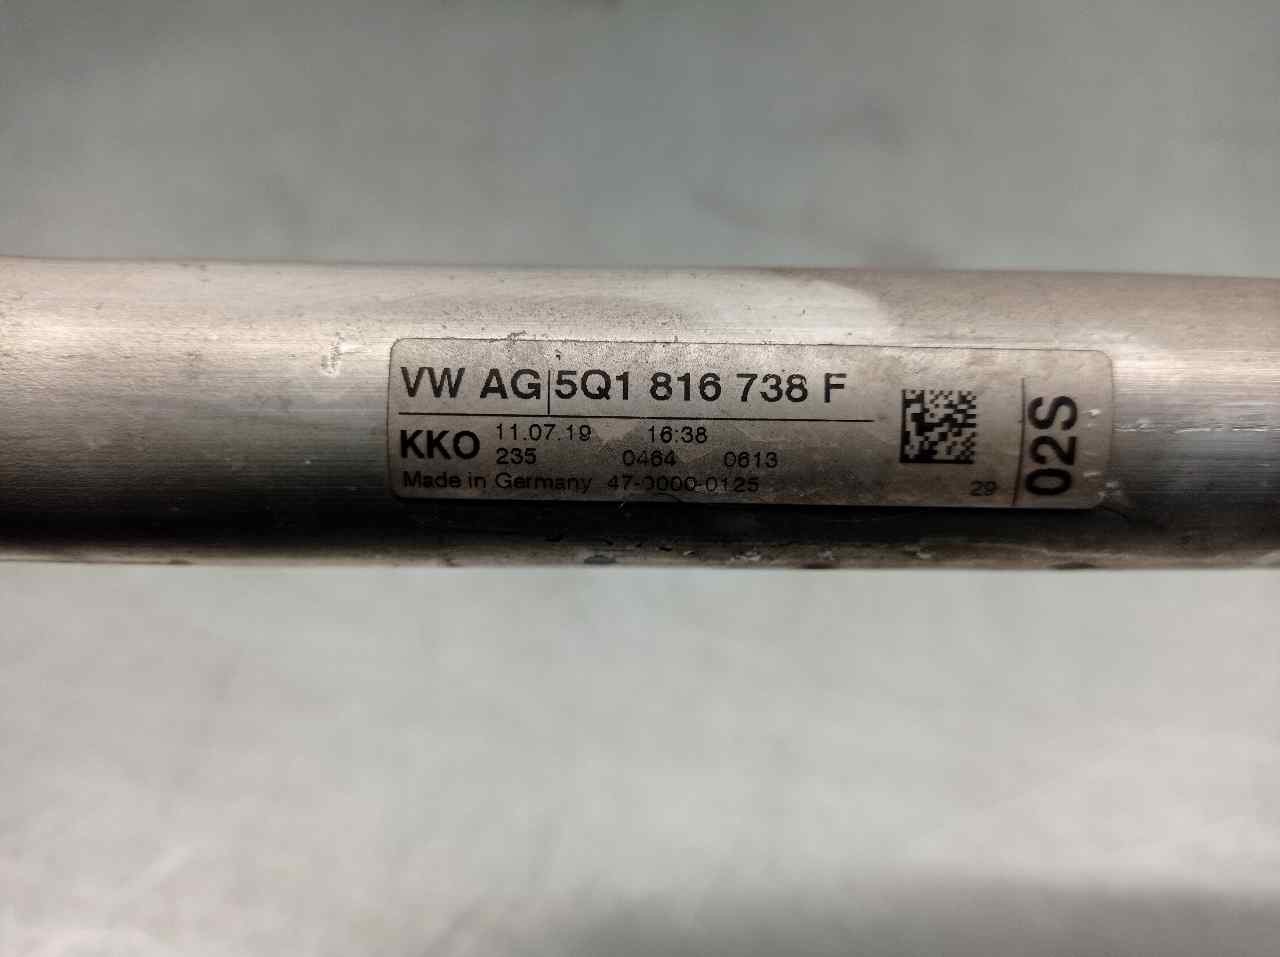 VW AG 5Q1 816 738 F
KKO 11.07.19 16:38
235 0464 0613
Made in Germany 47-0000-0125
29
02S